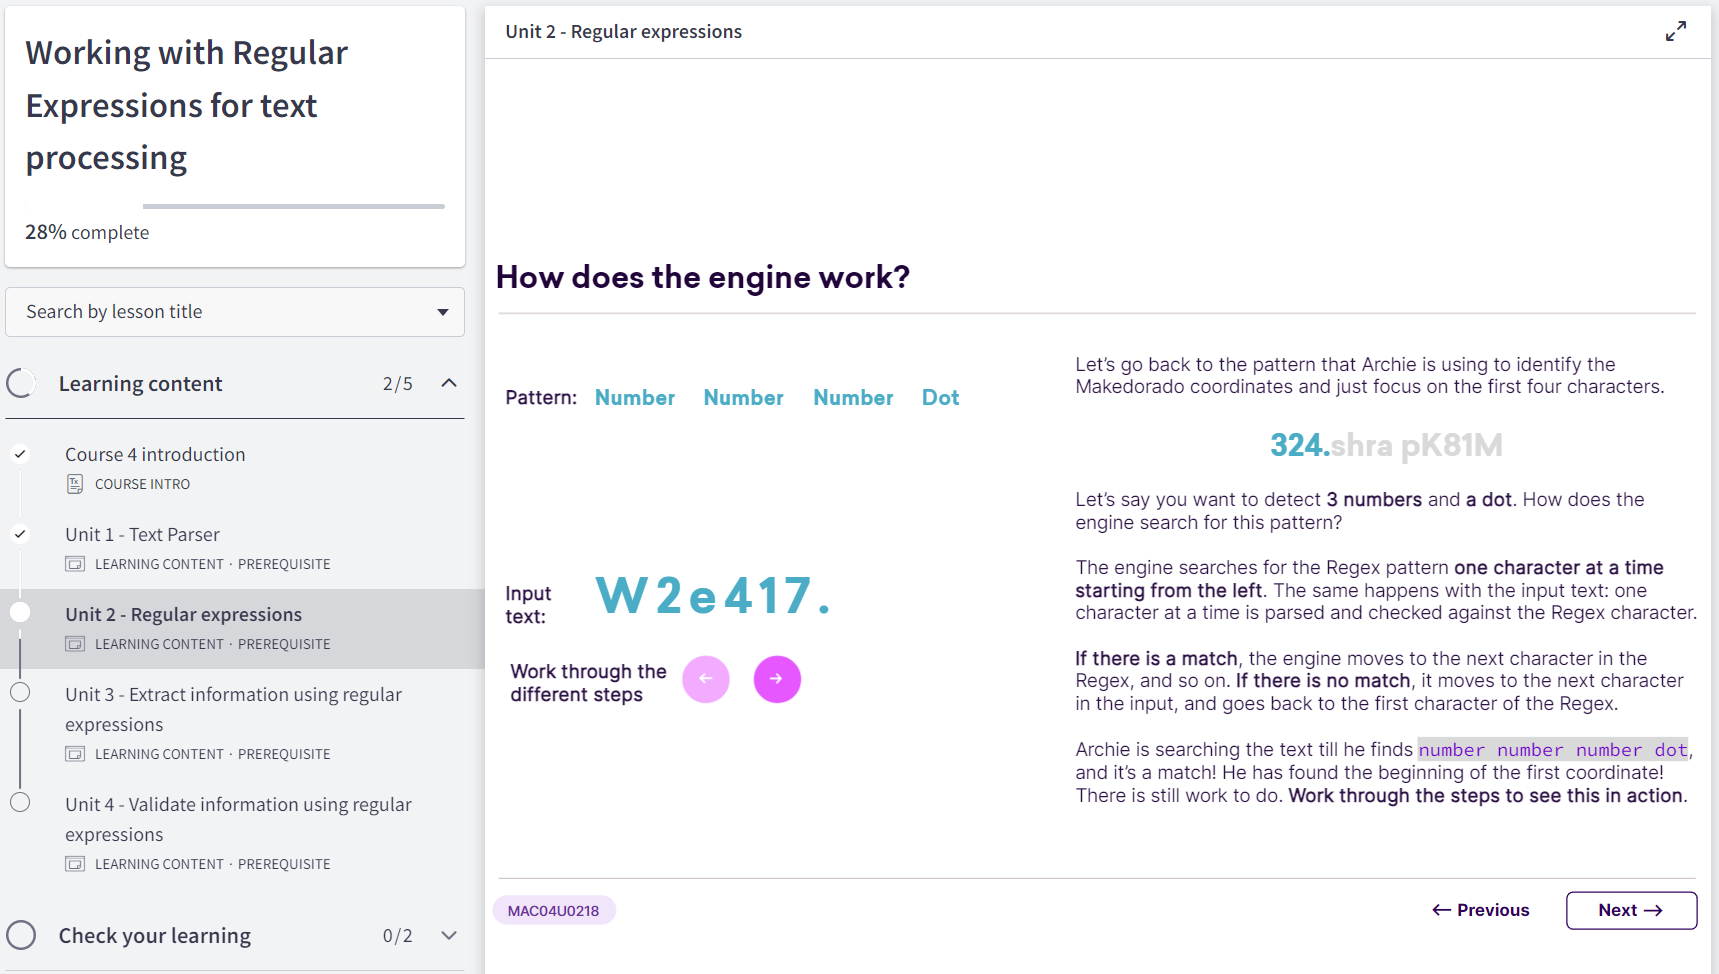 Working with Regular
Expressions for text
processing
28% complete
Search by lesson title
Learning content 2/5
Course 4 introduction
COURSE INTRO
Unit 1 - Text Parser
LEARNING CONTENT · PREREQUISITE
Unit 2 - Regular expressions
LEARNING CONTENT · PREREQUISITE
Unit 3 - Extract information using regular
expressions
LEARNING CONTENT · PREREQUISITE
Unit 4 - Validate information using regular
expressions
LEARNING CONTENT · PREREQUISITE
Check your learning 0/2
Unit 2 - Regular expressions
How does the engine work?
Pattern: Number Number Number Dot
Input
text:
W2e417.
Work through the
different steps
Let's go back to the pattern that Archie is using to identify the
Makedorado coordinates and just focus on the first four characters.
324.shra pK81M
Let's say you want to detect 3 numbers and a dot. How does the
engine search for this pattern?
The engine searches for the Regex pattern one character at a time
starting from the left. The same happens with the input text: one
character at a time is parsed and checked against the Regex character.
If there is a match, the engine moves to the next character in the
Regex, and so on. If there is no match, it moves to the next character
in the input, and goes back to the first character of the Regex.
Archie is searching the text till he finds number number number dot,
and it's a match! He has found the beginning of the first coordinate!
There is still work to do. Work through the steps to see this in action.
MAC04U0218
← Previous
Next →